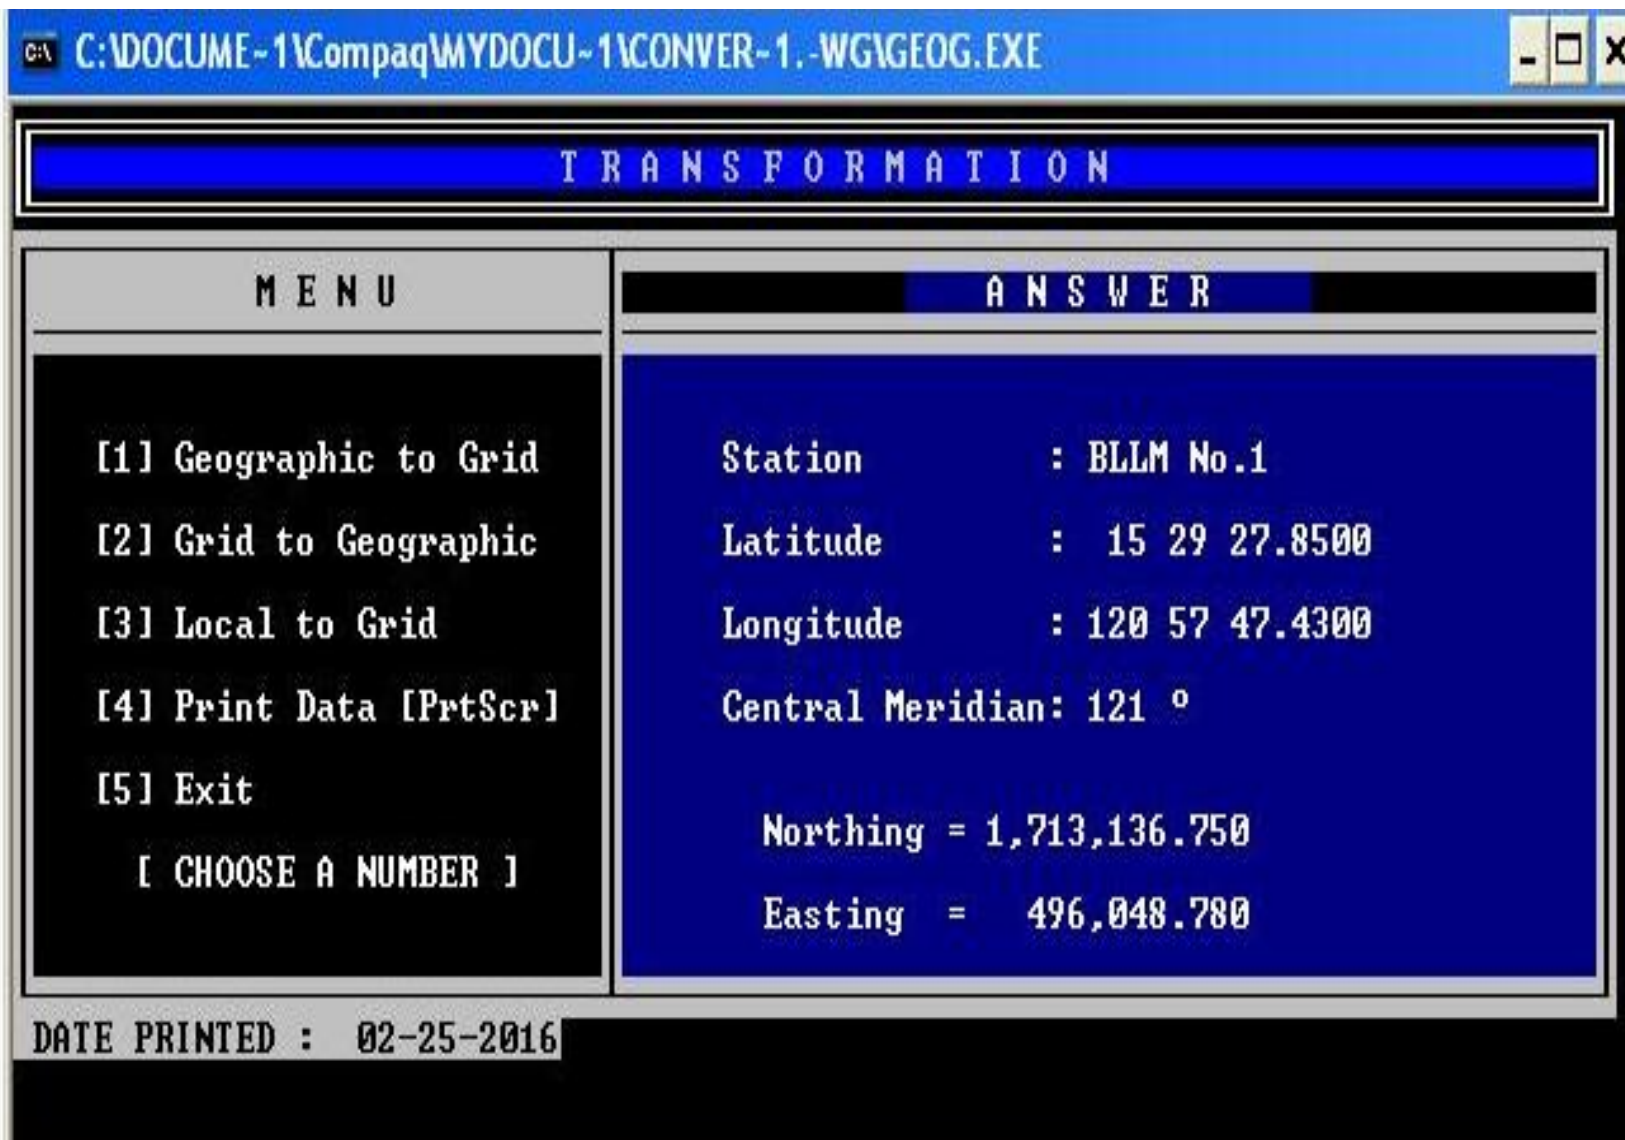 C:\DOCUME~1\Compaq\MYDOCU~1\CONVER~1.-WG\GEOG.EXE
T R A N S F O R M A T I O N
M E N U
[1] Geographic to Grid
[2] Grid to Geographic
[3] Local to Grid
[4] Print Data [PrtScr]
[5] Exit
[ CHOOSE A NUMBER ]
A N S W E R
Station : BLLM No.1
Latitude : 15 29 27.8500
Longitude : 120 57 47.4300
Central Meridian: 121 º
Northing = 1,713,136.750
Easting = 496,048.780
DATE PRINTED : 02-25-2016